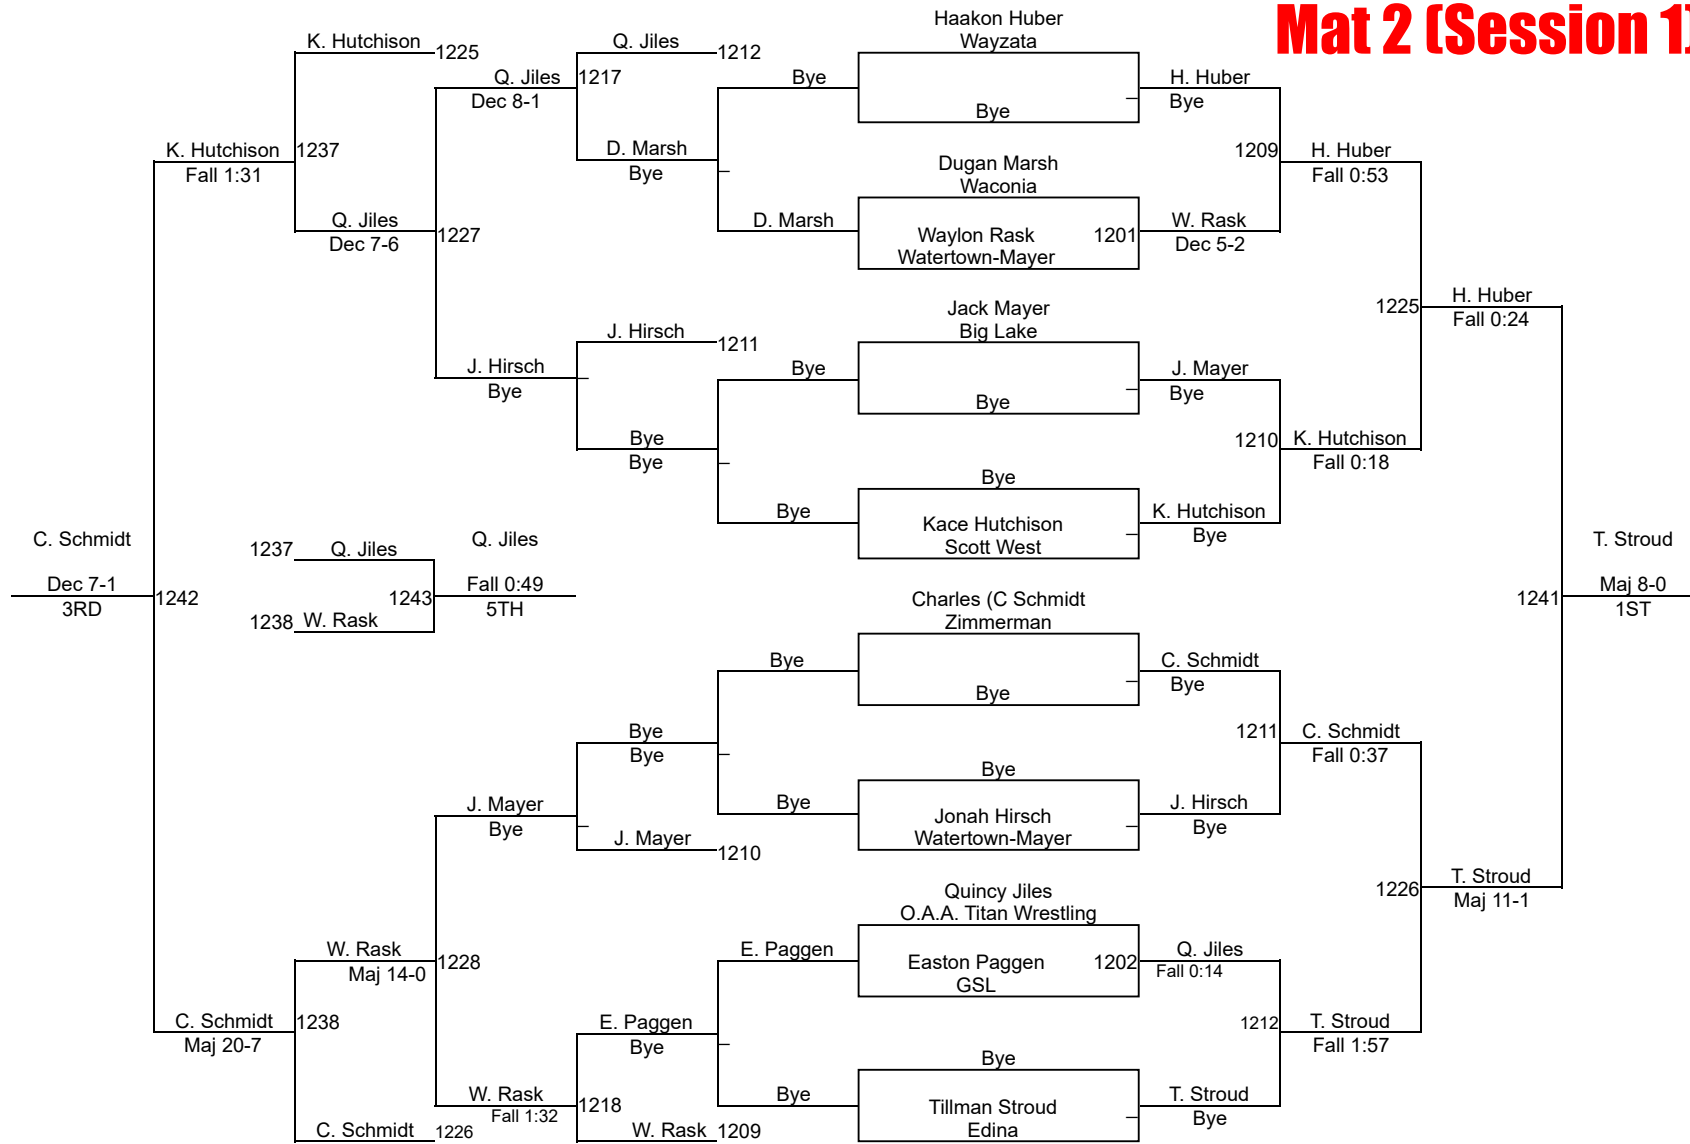 Mat 2 (Session 1)
Haakon Huber
Wayzata
K. Hutchison
1225
Q. Jiles
1212
Q. Jiles
1217
Dec 8-1
Bye
Bye
H. Huber
Bye
K. Hutchison
1237
Fall 1:31
D. Marsh
Bye
Dugan Marsh
Waconia
1209
H. Huber
Fall 0:53
Q. Jiles
Dec 7-6
1227
D. Marsh
Waylon Rask
Watertown-Mayer
1201
W. Rask
Dec 5-2
Jack Mayer
Big Lake
1225
H. Huber
Fall 0:24
J. Hirsch
1211
J. Hirsch
Bye
Bye
Bye
J. Mayer
Bye
Bye
Bye
1210
K. Hutchison
Fall 0:18
Bye
Bye
Kace Hutchison
Scott West
K. Hutchison
Bye
C. Schmidt
Dec 7-1
3RD
1242
1237
Q. Jiles
1238
W. Rask
1243
Q. Jiles
Fall 0:49
5TH
T. Stroud
1241
Maj 8-0
1ST
Charles (C Schmidt
Zimmerman
Bye
Bye
C. Schmidt
Bye
Bye
Bye
1211
C. Schmidt
Fall 0:37
Bye
Bye
Jonah Hirsch
Watertown-Mayer
J. Hirsch
Bye
J. Mayer
Bye
J. Mayer
1210
Quincy Jiles
O.A.A. Titan Wrestling
1226
T. Stroud
Maj 11-1
W. Rask
Maj 14-0
1228
E. Paggen
Easton Paggen
GSL
1202
Q. Jiles
Fall 0:14
C. Schmidt
1238
Maj 20-7
E. Paggen
Bye
1212
T. Stroud
Fall 1:57
Bye
W. Rask
Fall 1:32
1218
Bye
Tillman Stroud
Edina
T. Stroud
Bye
C. Schmidt
1226
W. Rask
1209